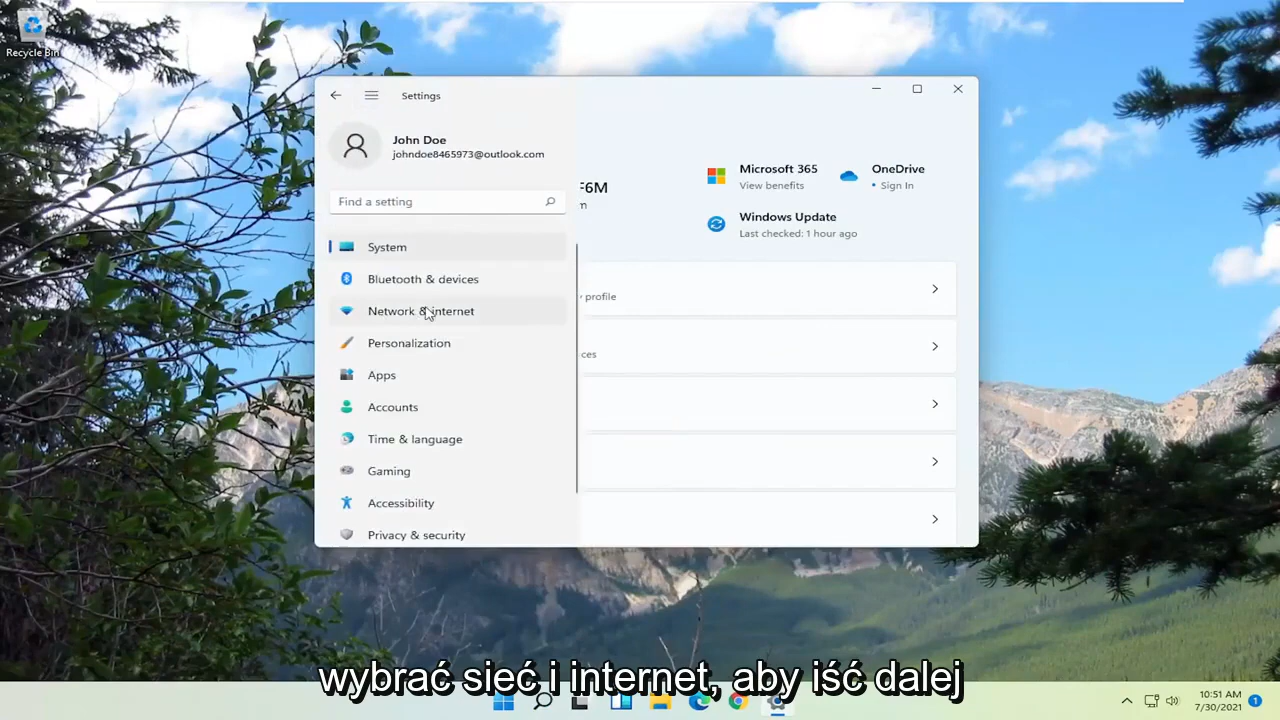 Recycle Bin
Settings
John Doe
johndoe8465973@outlook.com
Find a setting
System
Bluetooth & devices
Network & internet
Personalization
Apps
Accounts
Time & language
Gaming
Accessibility
Privacy & security
F6M
Microsoft 365
View benefits
OneDrive
• Sign In
Windows Update
Last checked: 1 hour ago
profile
ces
wybrać sieć i internet, aby iść dalej
10:51 AM
7/30/2021
1